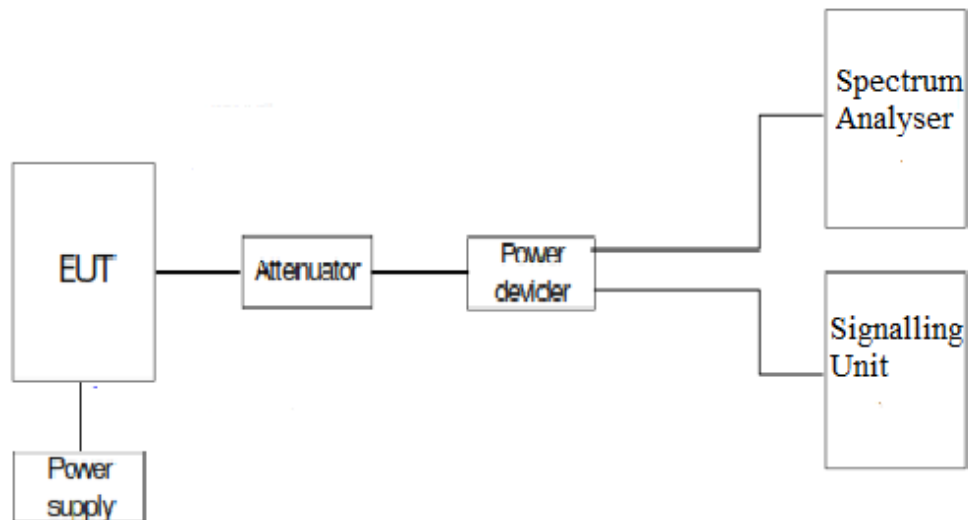 Spectrum
Analyser
EUT
Attenuator
Power
devider
Signalling
Unit
Power
supply